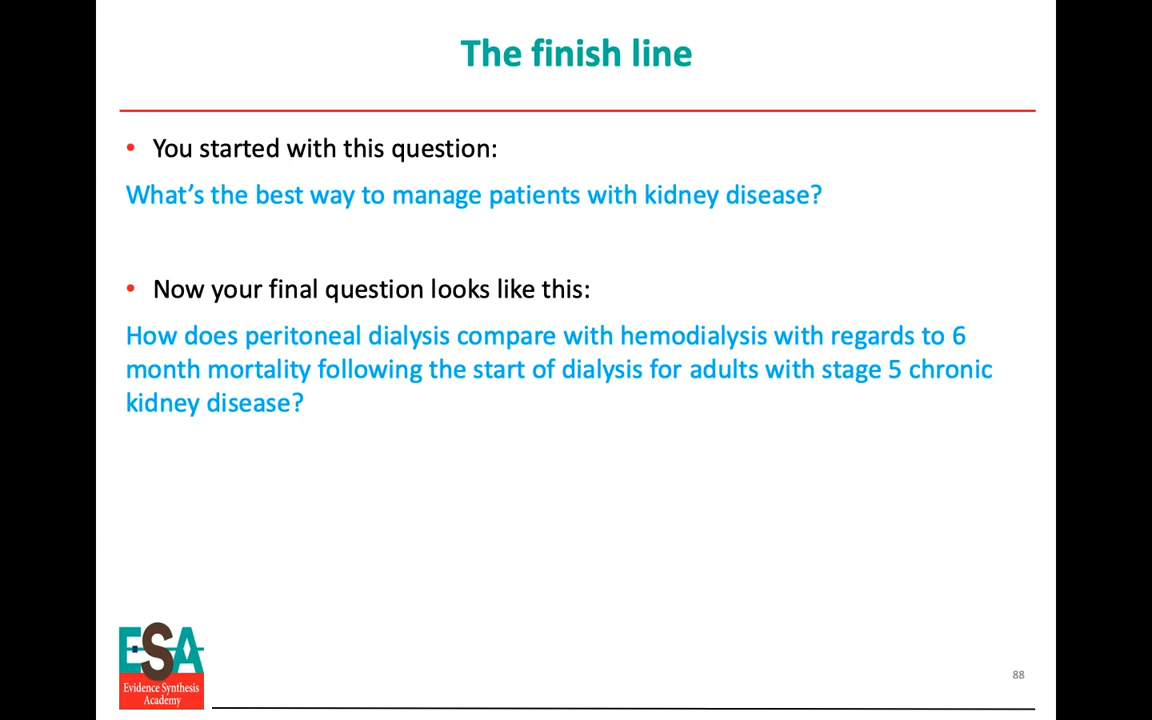 The finish line
• You started with this question:
What’s the best way to manage patients with kidney disease?
• Now your final question looks like this:
How does peritoneal dialysis compare with hemodialysis with regards to 6
month mortality following the start of dialysis for adults with stage 5 chronic
kidney disease?
ESA
Evidence Synthesis
Academy
88